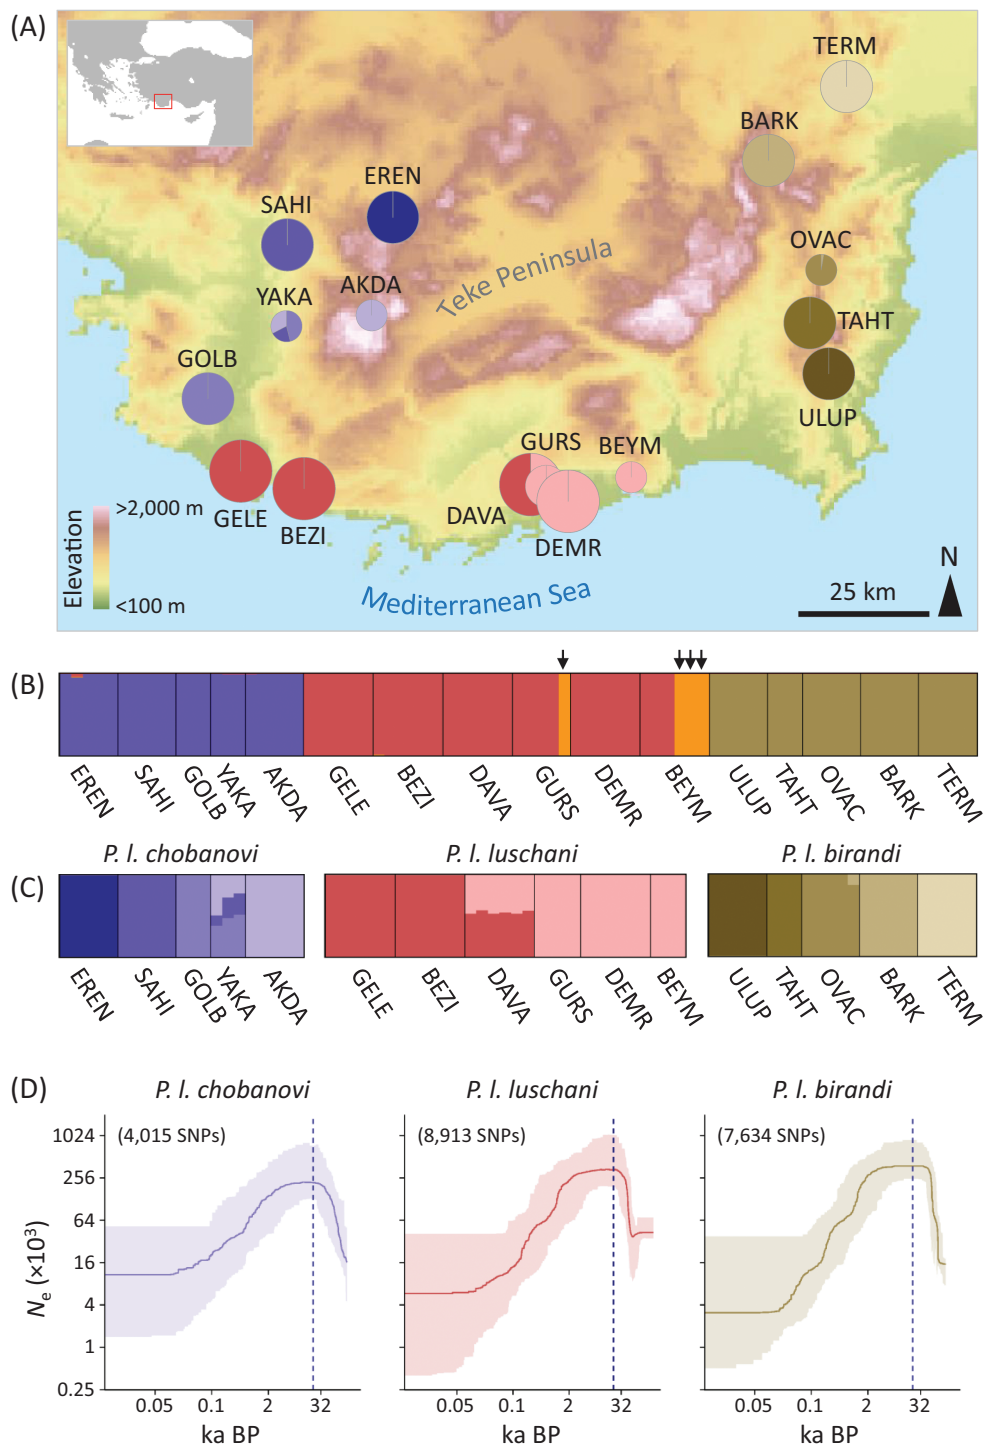 (A)
TERM
BARK
EREN
SAHI
OVAC
Teke Peninsula
AKDA
YAKA
TAHT
GOLB
ULUP
GURS
BEYM
GELE
BEZI
DAVA
DEMR
Elevation
>2,000 m
<100 m
Mediterranean Sea
25 km
N
(B)
EREN SAHI GOLB YAKA AKDA GELE BEZI DAVA GURS DEMR BEYM ULUP TAHT OVAC BARK TERM
P. l. chobanovi P. l. luschani P. l. birandi
(C)
EREN SAHI GOLB YAKA AKDA GELE BEZI DAVA GURS DEMR BEYM ULUP TAHT OVAC BARK TERM
(D)
P. l. chobanovi P. l. luschani P. l. birandi
(4,015 SNPs) (8,913 SNPs) (7,634 SNPs)
Ne (×10³)
1024
256
64
16
4
1
0.25
0.05 0.1 2 32 0.05 0.1 2 32 0.05 0.1 2 32
ka BP ka BP ka BP